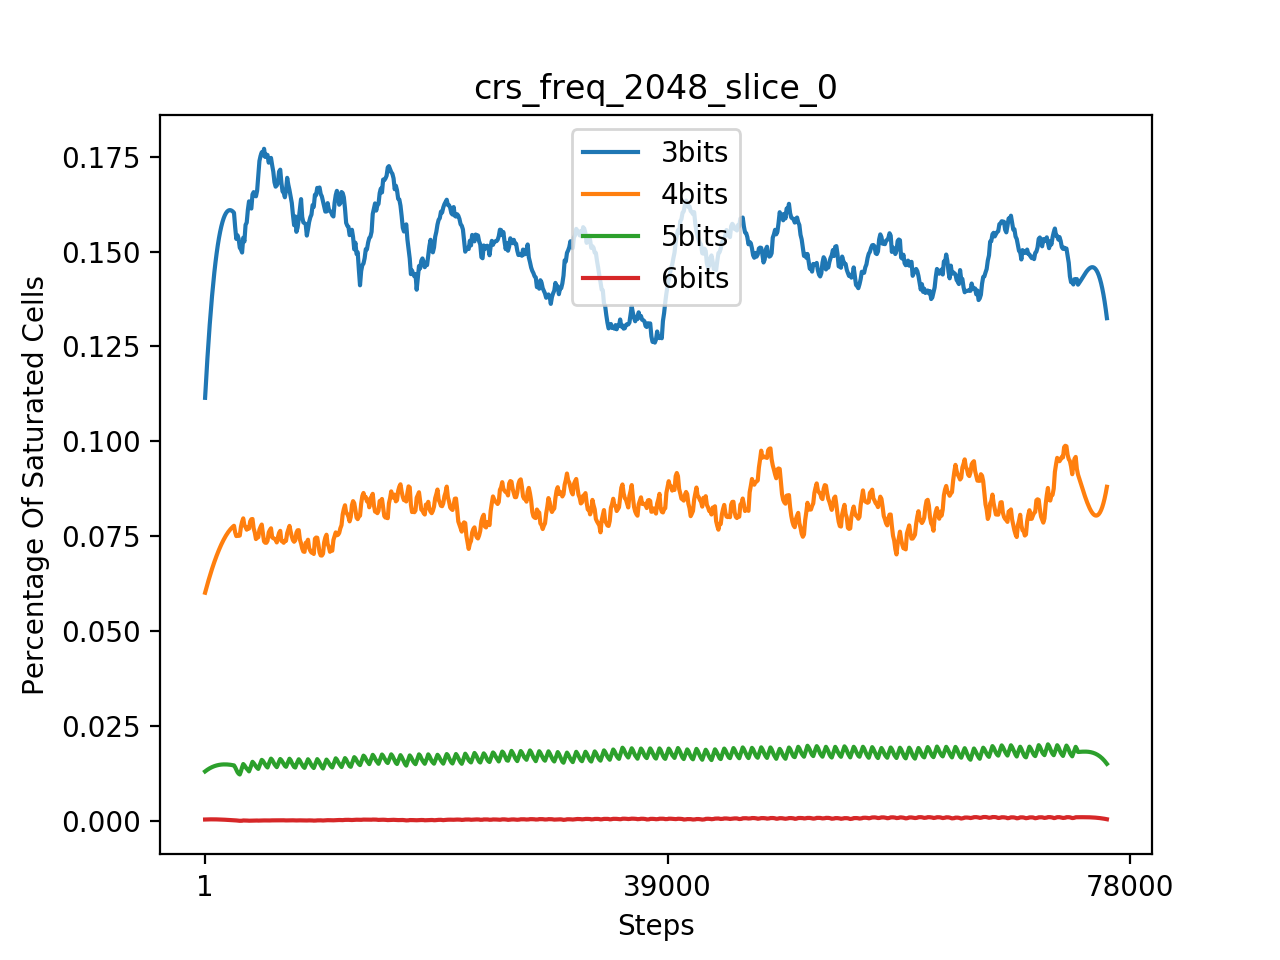 crs_freq_2048_slice_0
3bits
4bits
5bits
6bits
Percentage Of Saturated Cells
0.175
0.150
0.125
0.100
0.075
0.050
0.025
0.000
1
39000
78000
Steps